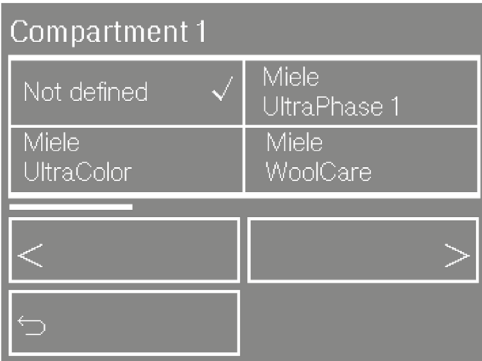 Compartment 1
Not defined ✓
Miele
UltraPhase 1
Miele
UltraColor
Miele
WoolCare
<
>